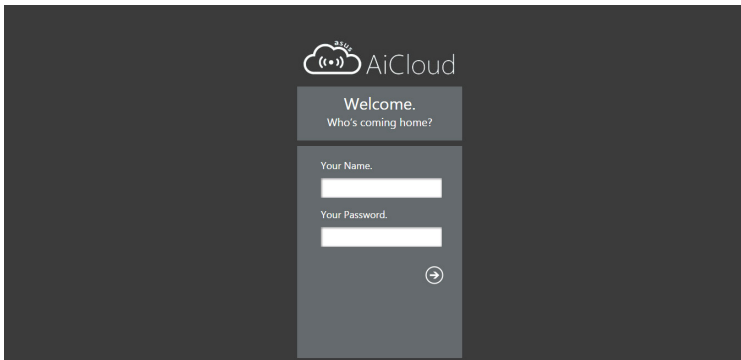 asus
AiCloud
Welcome.
Who's coming home?
Your Name.
Your Password.